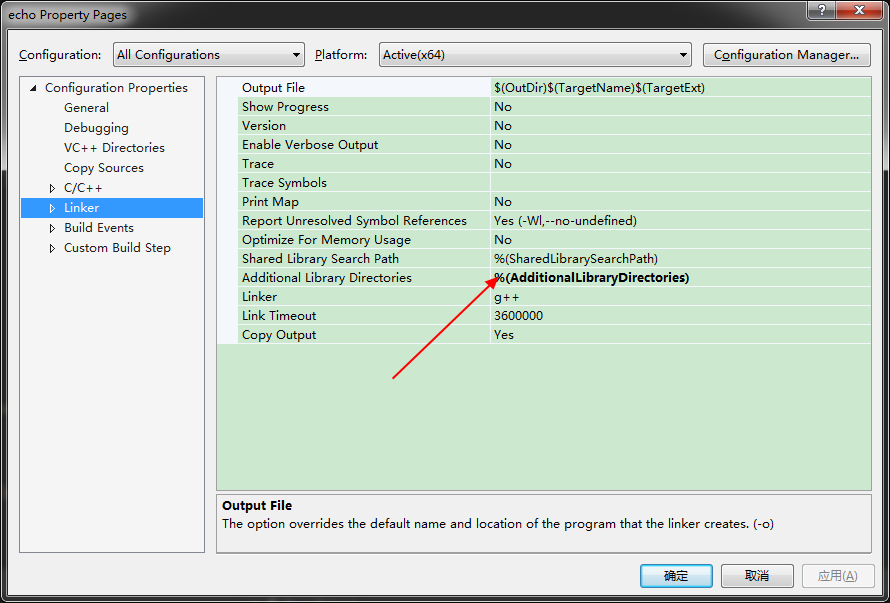 echo Property Pages
?
Configuration: All Configurations Platform: Active(x64) Configuration Manager...
Configuration Properties
General
Debugging
VC++ Directories
Copy Sources
C/C++
Linker
Build Events
Custom Build Step
Output File $(OutDir)$(TargetName)$(TargetExt)
Show Progress No
Version No
Enable Verbose Output No
Trace No
Trace Symbols
Print Map No
Report Unresolved Symbol References Yes (-Wl,--no-undefined)
Optimize For Memory Usage No
Shared Library Search Path %(SharedLibrarySearchPath)
Additional Library Directories %(AdditionalLibraryDirectories)
Linker g++
Link Timeout 3600000
Copy Output Yes
Output File
The option overrides the default name and location of the program that the linker creates. (-o)
确定 取消 应用(A)